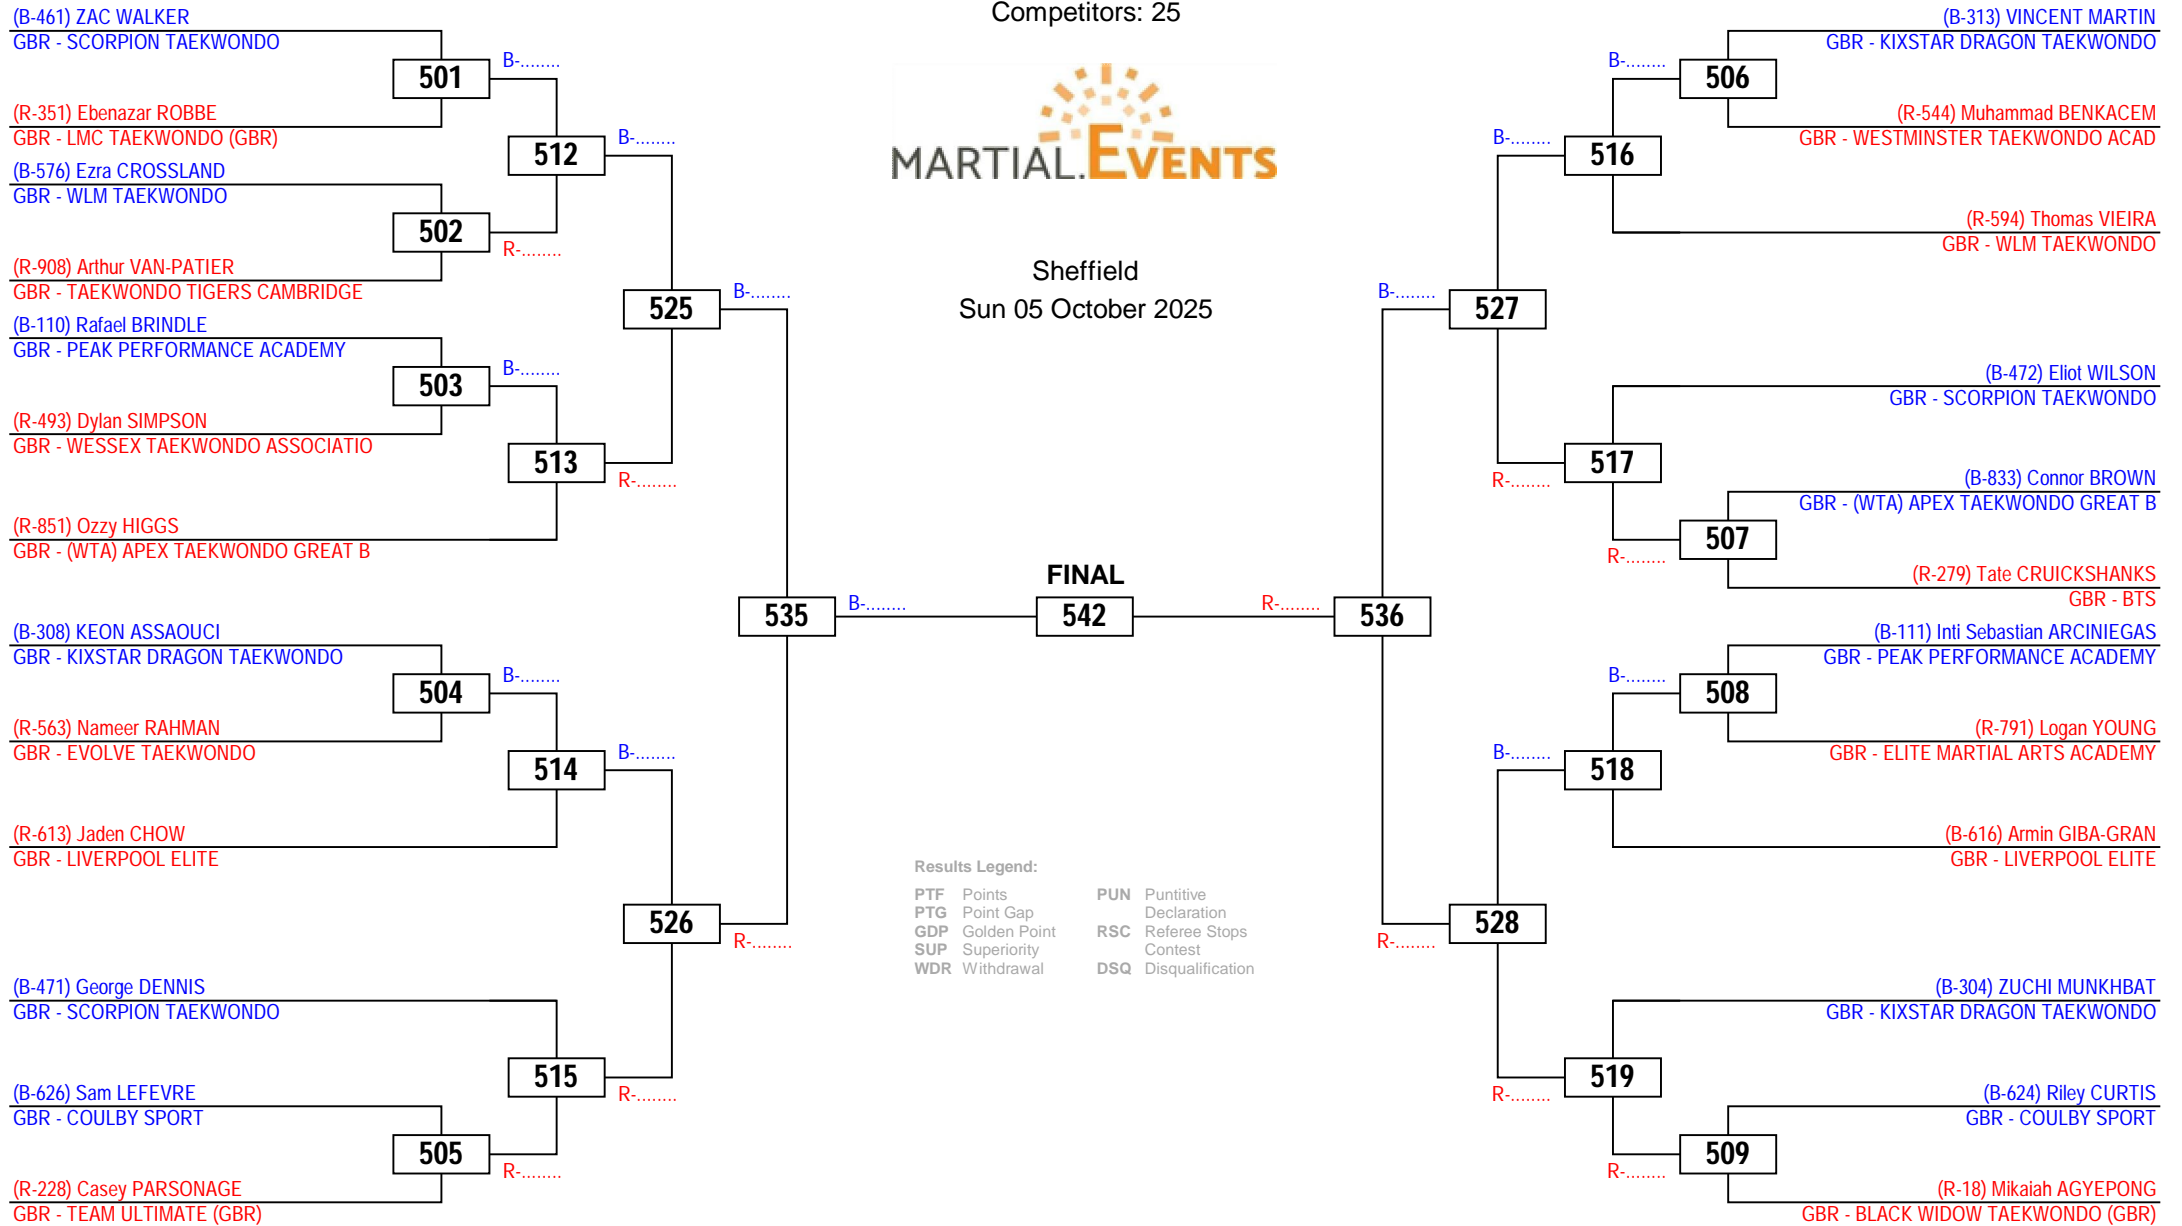 Competitors: 25
MARTIAL.EVENTS
Sheffield
Sun 05 October 2025
(B-461) ZAC WALKER
GBR - SCORPION TAEKWONDO
501
B-........
(R-351) Ebenazar ROBBE
GBR - LMC TAEKWONDO (GBR)
512
B-........
(B-576) Ezra CROSSLAND
GBR - WLM TAEKWONDO
502
R-........
(R-908) Arthur VAN-PATIER
GBR - TAEKWONDO TIGERS CAMBRIDGE
525
B-........
(B-110) Rafael BRINDLE
GBR - PEAK PERFORMANCE ACADEMY
503
B-........
(R-493) Dylan SIMPSON
GBR - WESSEX TAEKWONDO ASSOCIATIO
513
R-........
(R-851) Ozzy HIGGS
GBR - (WTA) APEX TAEKWONDO GREAT B
535
B-........
(B-308) KEON ASSAOUCI
GBR - KIXSTAR DRAGON TAEKWONDO
504
B-........
(R-563) Nameer RAHMAN
GBR - EVOLVE TAEKWONDO
514
B-........
(R-613) Jaden CHOW
GBR - LIVERPOOL ELITE
526
R-........
(B-471) George DENNIS
GBR - SCORPION TAEKWONDO
515
R-........
(B-626) Sam LEFEVRE
GBR - COULBY SPORT
505
R-........
(R-228) Casey PARSONAGE
GBR - TEAM ULTIMATE (GBR)
FINAL
542
Results Legend:
PTF Points
PTG Point Gap
GDP Golden Point
SUP Superiority
WDR Withdrawal
PUN Puntitive
Declaration
RSC Referee Stops
Contest
DSQ Disqualification
(B-313) VINCENT MARTIN
GBR - KIXSTAR DRAGON TAEKWONDO
B-........
506
(R-544) Muhammad BENKACEM
GBR - WESTMINSTER TAEKWONDO ACAD
B-........
516
(R-594) Thomas VIEIRA
GBR - WLM TAEKWONDO
B-........
527
(B-472) Eliot WILSON
GBR - SCORPION TAEKWONDO
R-........
517
(B-833) Connor BROWN
GBR - (WTA) APEX TAEKWONDO GREAT B
R-........
507
(R-279) Tate CRUICKSHANKS
GBR - BTS
R-........
536
(B-111) Inti Sebastian ARCINIEGAS
GBR - PEAK PERFORMANCE ACADEMY
B-........
508
(R-791) Logan YOUNG
GBR - ELITE MARTIAL ARTS ACADEMY
B-........
518
(B-616) Armin GIBA-GRAN
GBR - LIVERPOOL ELITE
R-........
528
(B-304) ZUCHI MUNKHBAT
GBR - KIXSTAR DRAGON TAEKWONDO
R-........
519
(B-624) Riley CURTIS
GBR - COULBY SPORT
R-........
509
(R-18) Mikaiah AGYEPONG
GBR - BLACK WIDOW TAEKWONDO (GBR)